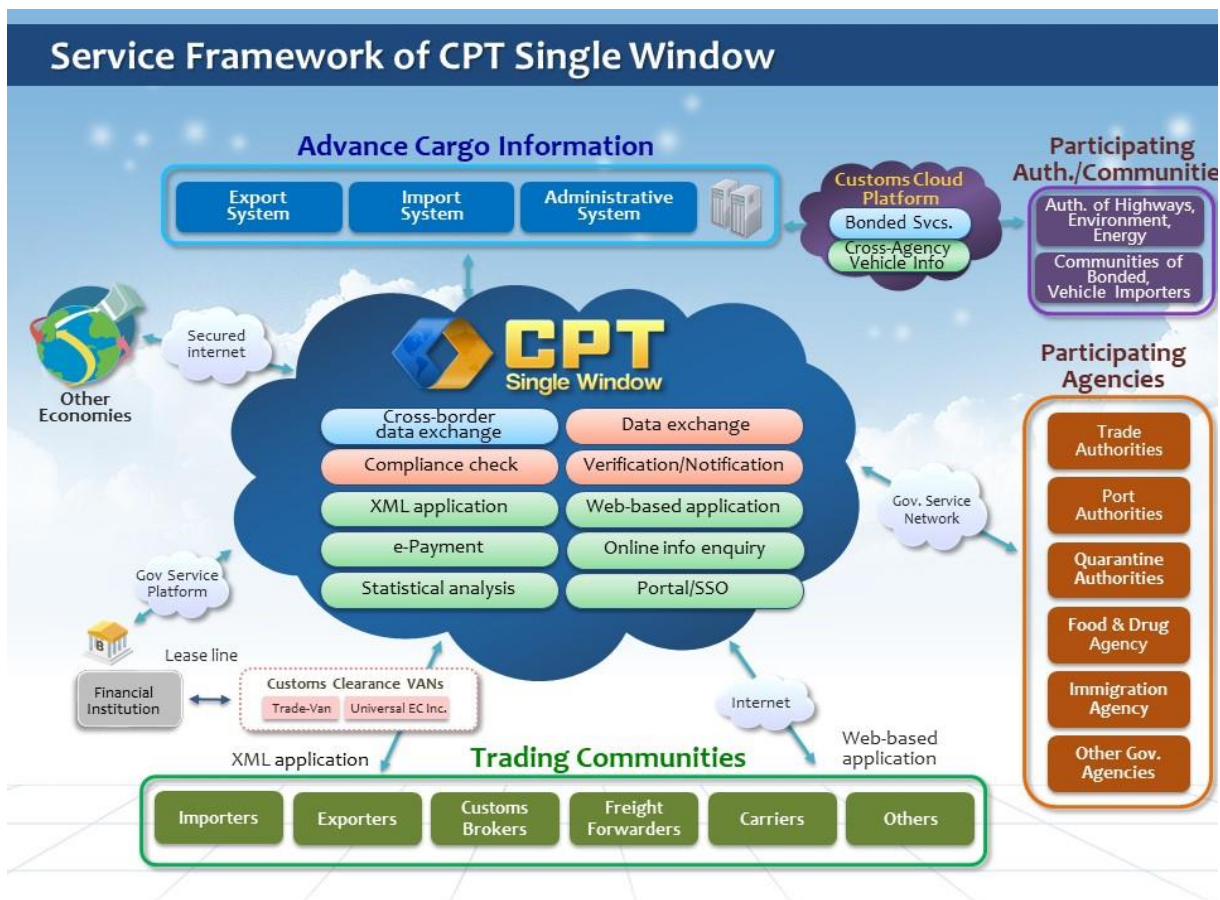 Service Framework of CPT Single Window
Advance Cargo Information
Export
System
Import
System
Administrative
System
Customs Cloud
Platform
Bonded Svcs.
Cross-Agency
Vehicle Info
Participating
Auth./Communitie
Auth. of Highways,
Environment,
Energy
Communities of
Bonded,
Vehicle Importers
Other
Economies
Secured
internet
CPT
Single Window
Cross-border
data exchange
Data exchange
Compliance check
Verification/Notification
XML application
Web-based application
e-Payment
Online info enquiry
Statistical analysis
Portal/SSO
Gov. Service
Network
Participating
Agencies
Trade
Authorities
Port
Authorities
Quarantine
Authorities
Food & Drug
Agency
Immigration
Agency
Other Gov.
Agencies
Gov Service
Platform
B
Financial
Institution
Lease line
Customs Clearance VANs
Trade-Van
Universal EC Inc.
Internet
XML application
Web-based
application
Trading Communities
Importers
Exporters
Customs
Brokers
Freight
Forwarders
Carriers
Others